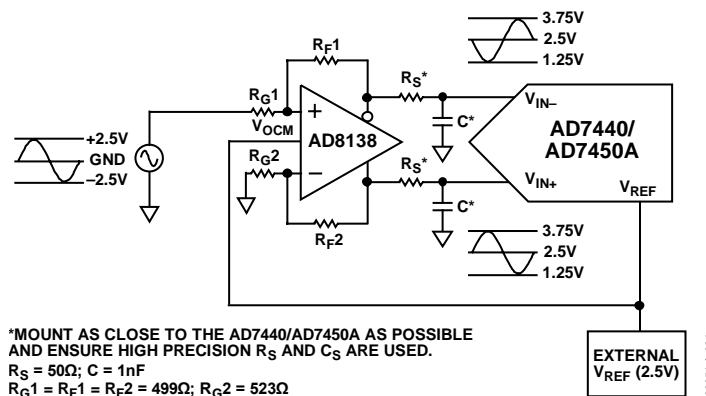 3.75V
2.5V
1.25V
RF1
RS*
RG1
VIN–
+
C*
VOCM
AD8138
AD7440/
AD7450A
+2.5V
GND
–2.5V
RG2
RS*
–
VIN+
VREF
C*
RF2
3.75V
2.5V
1.25V
*MOUNT AS CLOSE TO THE AD7440/AD7450A AS POSSIBLE
AND ENSURE HIGH PRECISION RS AND CS ARE USED.
RS = 50Ω; C = 1nF
RG1 = RF1 = RF2 = 499Ω; RG2 = 523Ω
EXTERNAL
VREF (2.5V)